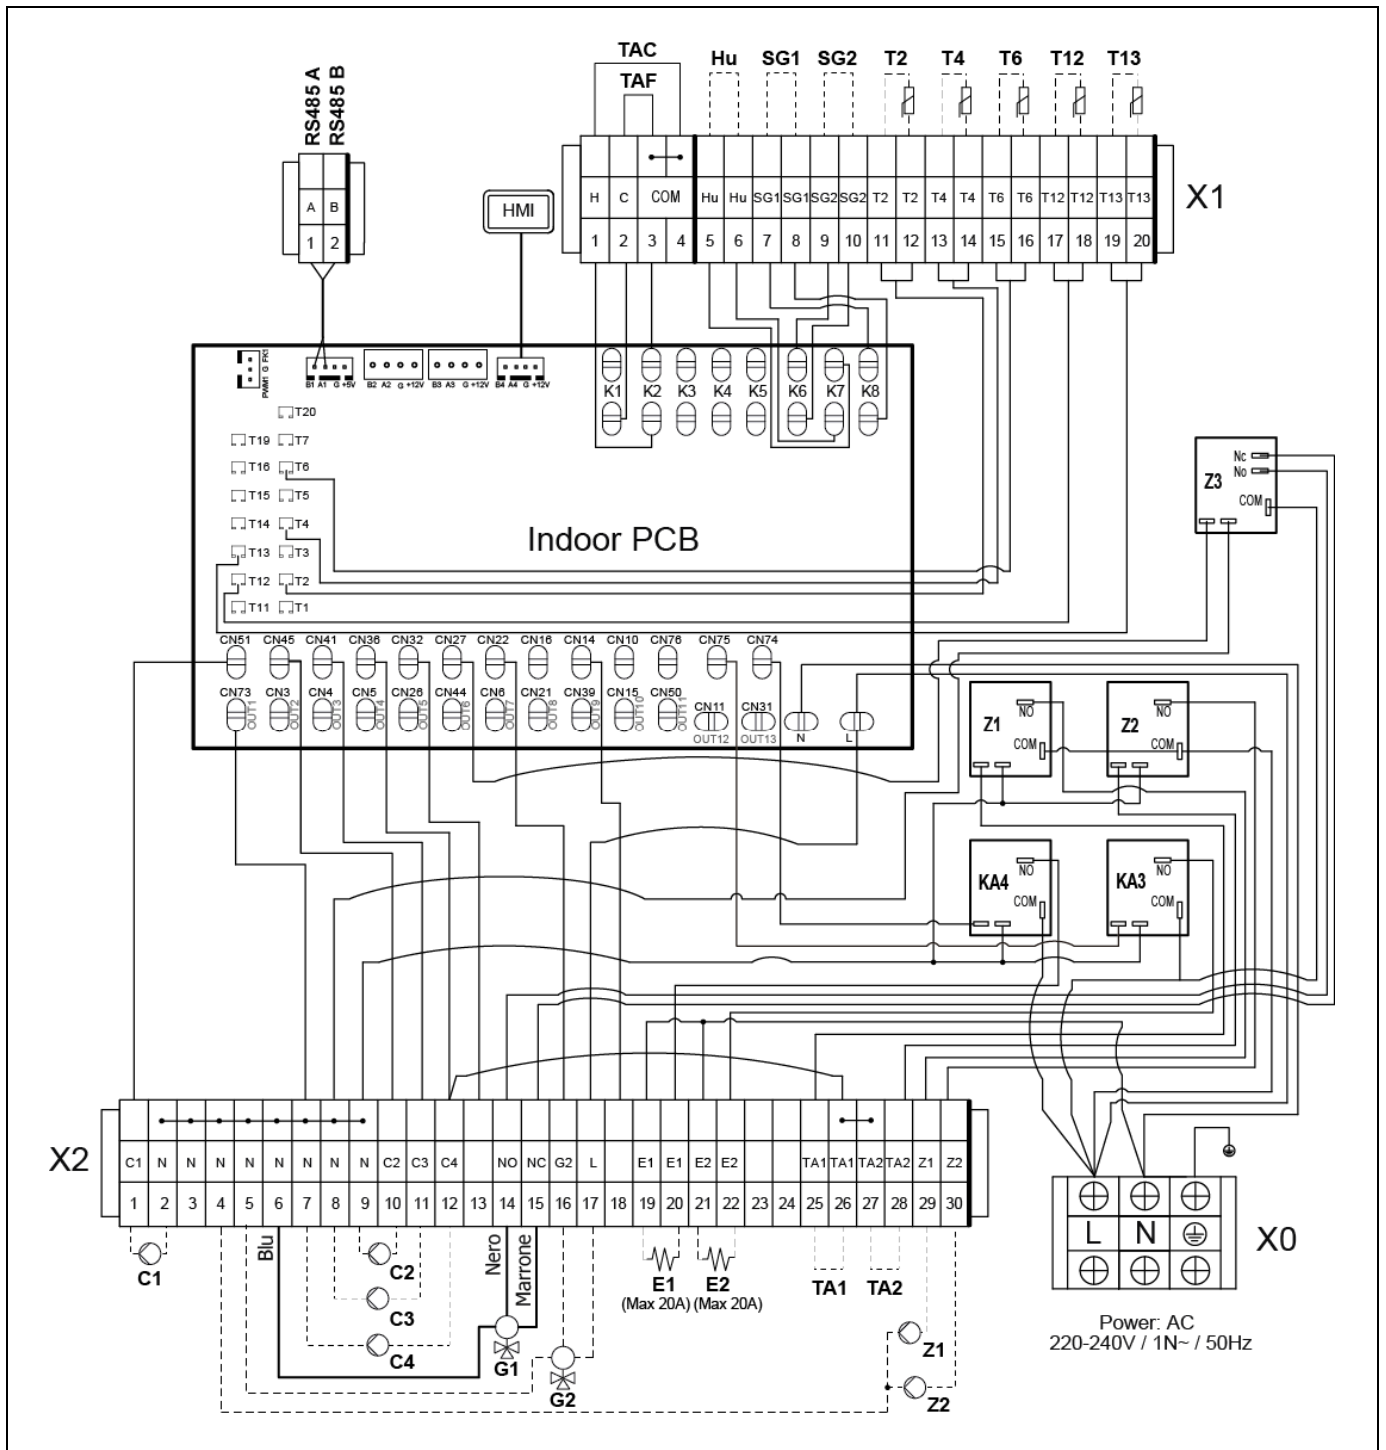 TAC Hu SG1 SG2 T2 T4 T6 T12 T13
TAF
RS485 A
RS485 B
A B
1 2
HMI
H C COM Hu Hu SG1 SG1 SG2 SG2 T2 T2 T4 T4 T6 T6 T12 T12 T13 T13
1 2 3 4 5 6 7 8 9 10 11 12 13 14 15 16 17 18 19 20
X1
PWM1 G FK1
B1 A1 G +5V
B2 A2 G +12V
B3 A3 G +12V
B4 A4 G +12V
K1 K2 K3 K4 K5 K6 K7 K8
T20
T19 T7
T16 T6
T15 T5
T14 T4
T13 T3
T12 T2
T11 T1
Indoor PCB
Nc
No
Z3
COM
CN51 CN45 CN41 CN36 CN32 CN27 CN22 CN16 CN14 CN10 CN76 CN75 CN74
CN73 CN3 CN4 CN5 CN26 CN44 CN6 CN21 CN39 CN15 CN50
OUT1 OUT2 OUT3 OUT4 OUT5 OUT6 OUT7 OUT8 OUT9 OUT10 OUT11
CN11 CN31
OUT12 OUT13 N L
NO NO
Z1 Z2
COM COM
NO NO
KA4 KA3
COM COM
X2
C1 N N N N N N N N C2 C3 C4 NO NC G2 L E1 E1 E2 E2 TA1 TA1 TA2 TA2 Z1 Z2
1 2 3 4 5 6 7 8 9 10 11 12 13 14 15 16 17 18 19 20 21 22 23 24 25 26 27 28 29 30
L N
X0
Blu
Nero
Marrone
C1
C2
C3
C4
G1
G2
E1 E2
(Max 20A) (Max 20A)
TA1 TA2
Z1
Z2
Power: AC
220-240V / 1N~ / 50Hz